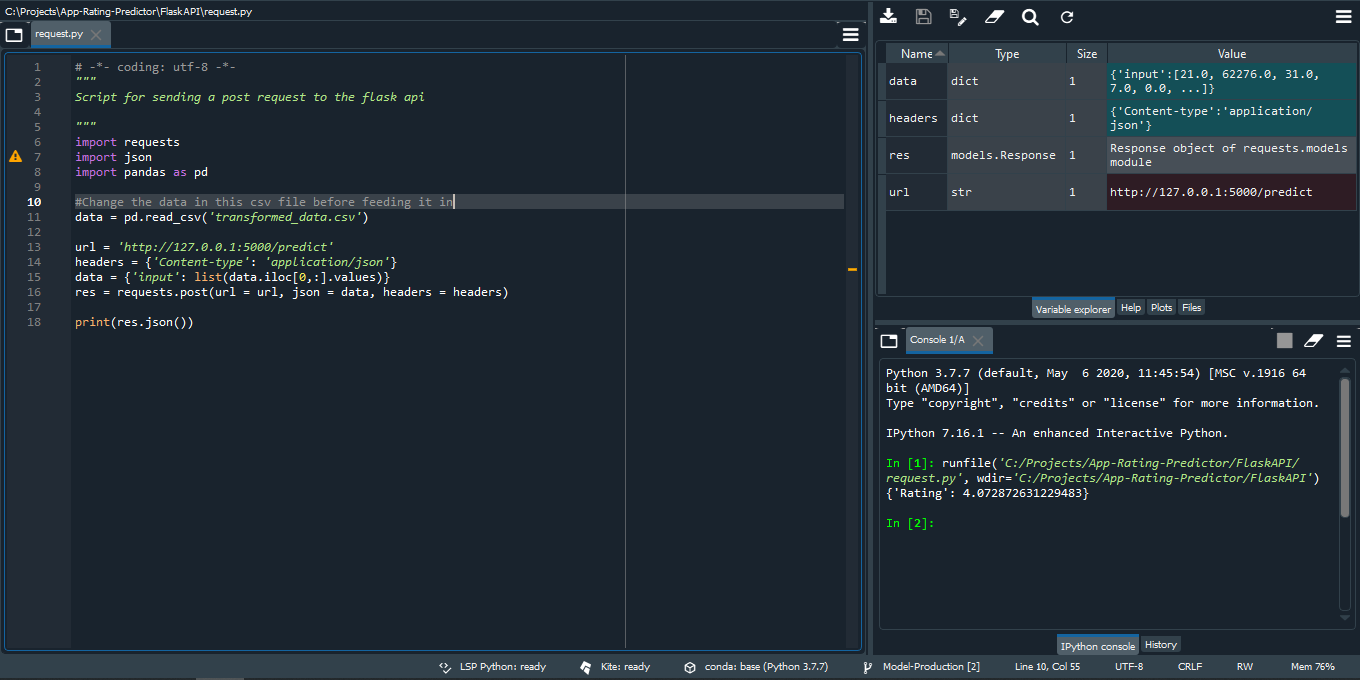 C:\Projects\App-Rating-Predictor\FlaskAPI\request.py
request.py
1 # -*- coding: utf-8 -*-
2 """
3 Script for sending a post request to the flask api
4
5 """
6 import requests
7 import json
8 import pandas as pd
9
10 #Change the data in this csv file before feeding it in
11 data = pd.read_csv('transformed_data.csv')
12
13 url = 'http://127.0.0.1:5000/predict'
14 headers = {'Content-type': 'application/json'}
15 data = {'input': list(data.iloc[0,:].values)}
16 res = requests.post(url = url, json = data, headers = headers)
17
18 print(res.json())
Name Type Size Value
data dict 1 {'input':[21.0, 62276.0, 31.0,
7.0, 0.0, ...]}
headers dict 1 {'Content-type':'application/
json'}
res models.Response 1 Response object of requests.models
module
url str 1 http://127.0.0.1:5000/predict
Variable explorer Help Plots Files
Console 1/A
Python 3.7.7 (default, May  6 2020, 11:45:54) [MSC v.1916 64
bit (AMD64)]
Type "copyright", "credits" or "license" for more information.
IPython 7.16.1 -- An enhanced Interactive Python.
In [1]: runfile('C:/Projects/App-Rating-Predictor/FlaskAPI/
request.py', wdir='C:/Projects/App-Rating-Predictor/FlaskAPI')
{'Rating': 4.072872631229483}
In [2]:
IPython console History
LSP Python: ready Kite: ready conda: base (Python 3.7.7) Model-Production [2] Line 10, Col 55 UTF-8 CRLF RW Mem 76%